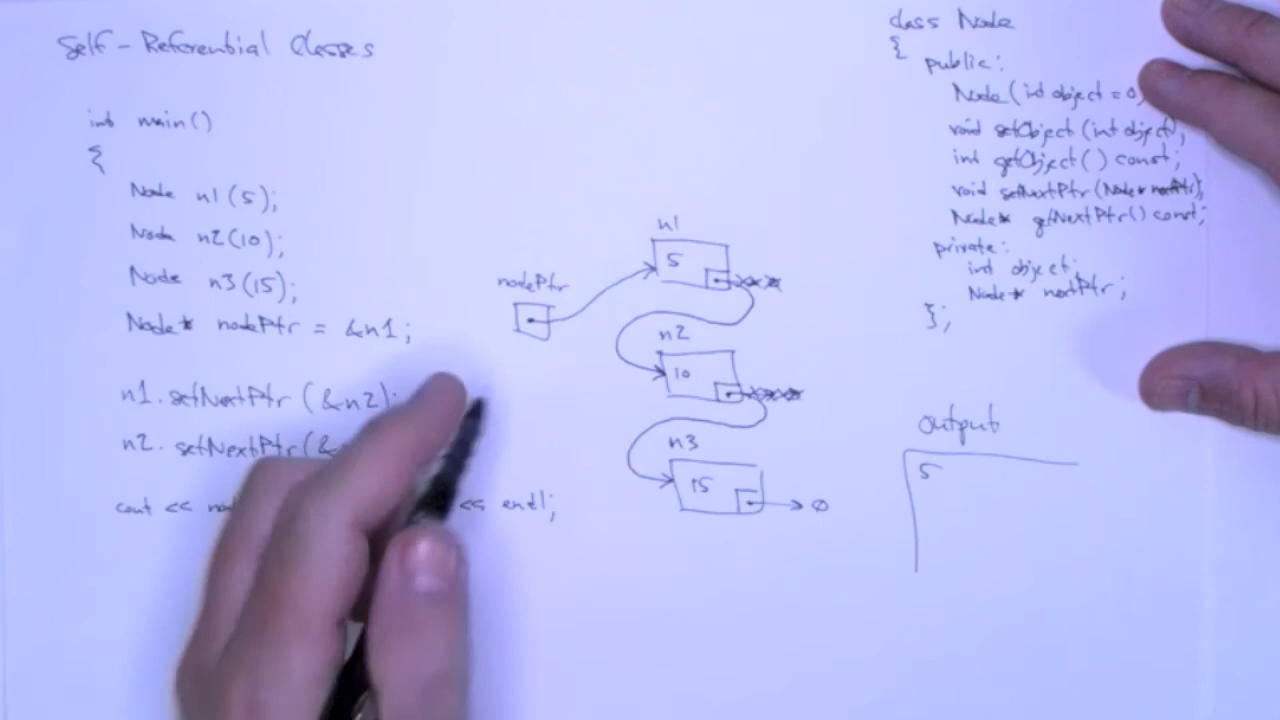 Self-Referential Classes
int main()
{
Node n1(5);
Node n2(10);
Node n3(15);
Node* nodePtr = &n1;
n1.setNextPtr(&n2);
n2.setNextPtr(&
cout << << endl;
nodePtr
n1
5
n2
10
n3
15
0
class Node
{
public:
Node(int object = 0
void setObject(int object);
int getObject() const;
void setNextPtr(Node* nextPtr);
Node* getNextPtr() const;
private:
int object;
Node* nextPtr;
};
Output
5